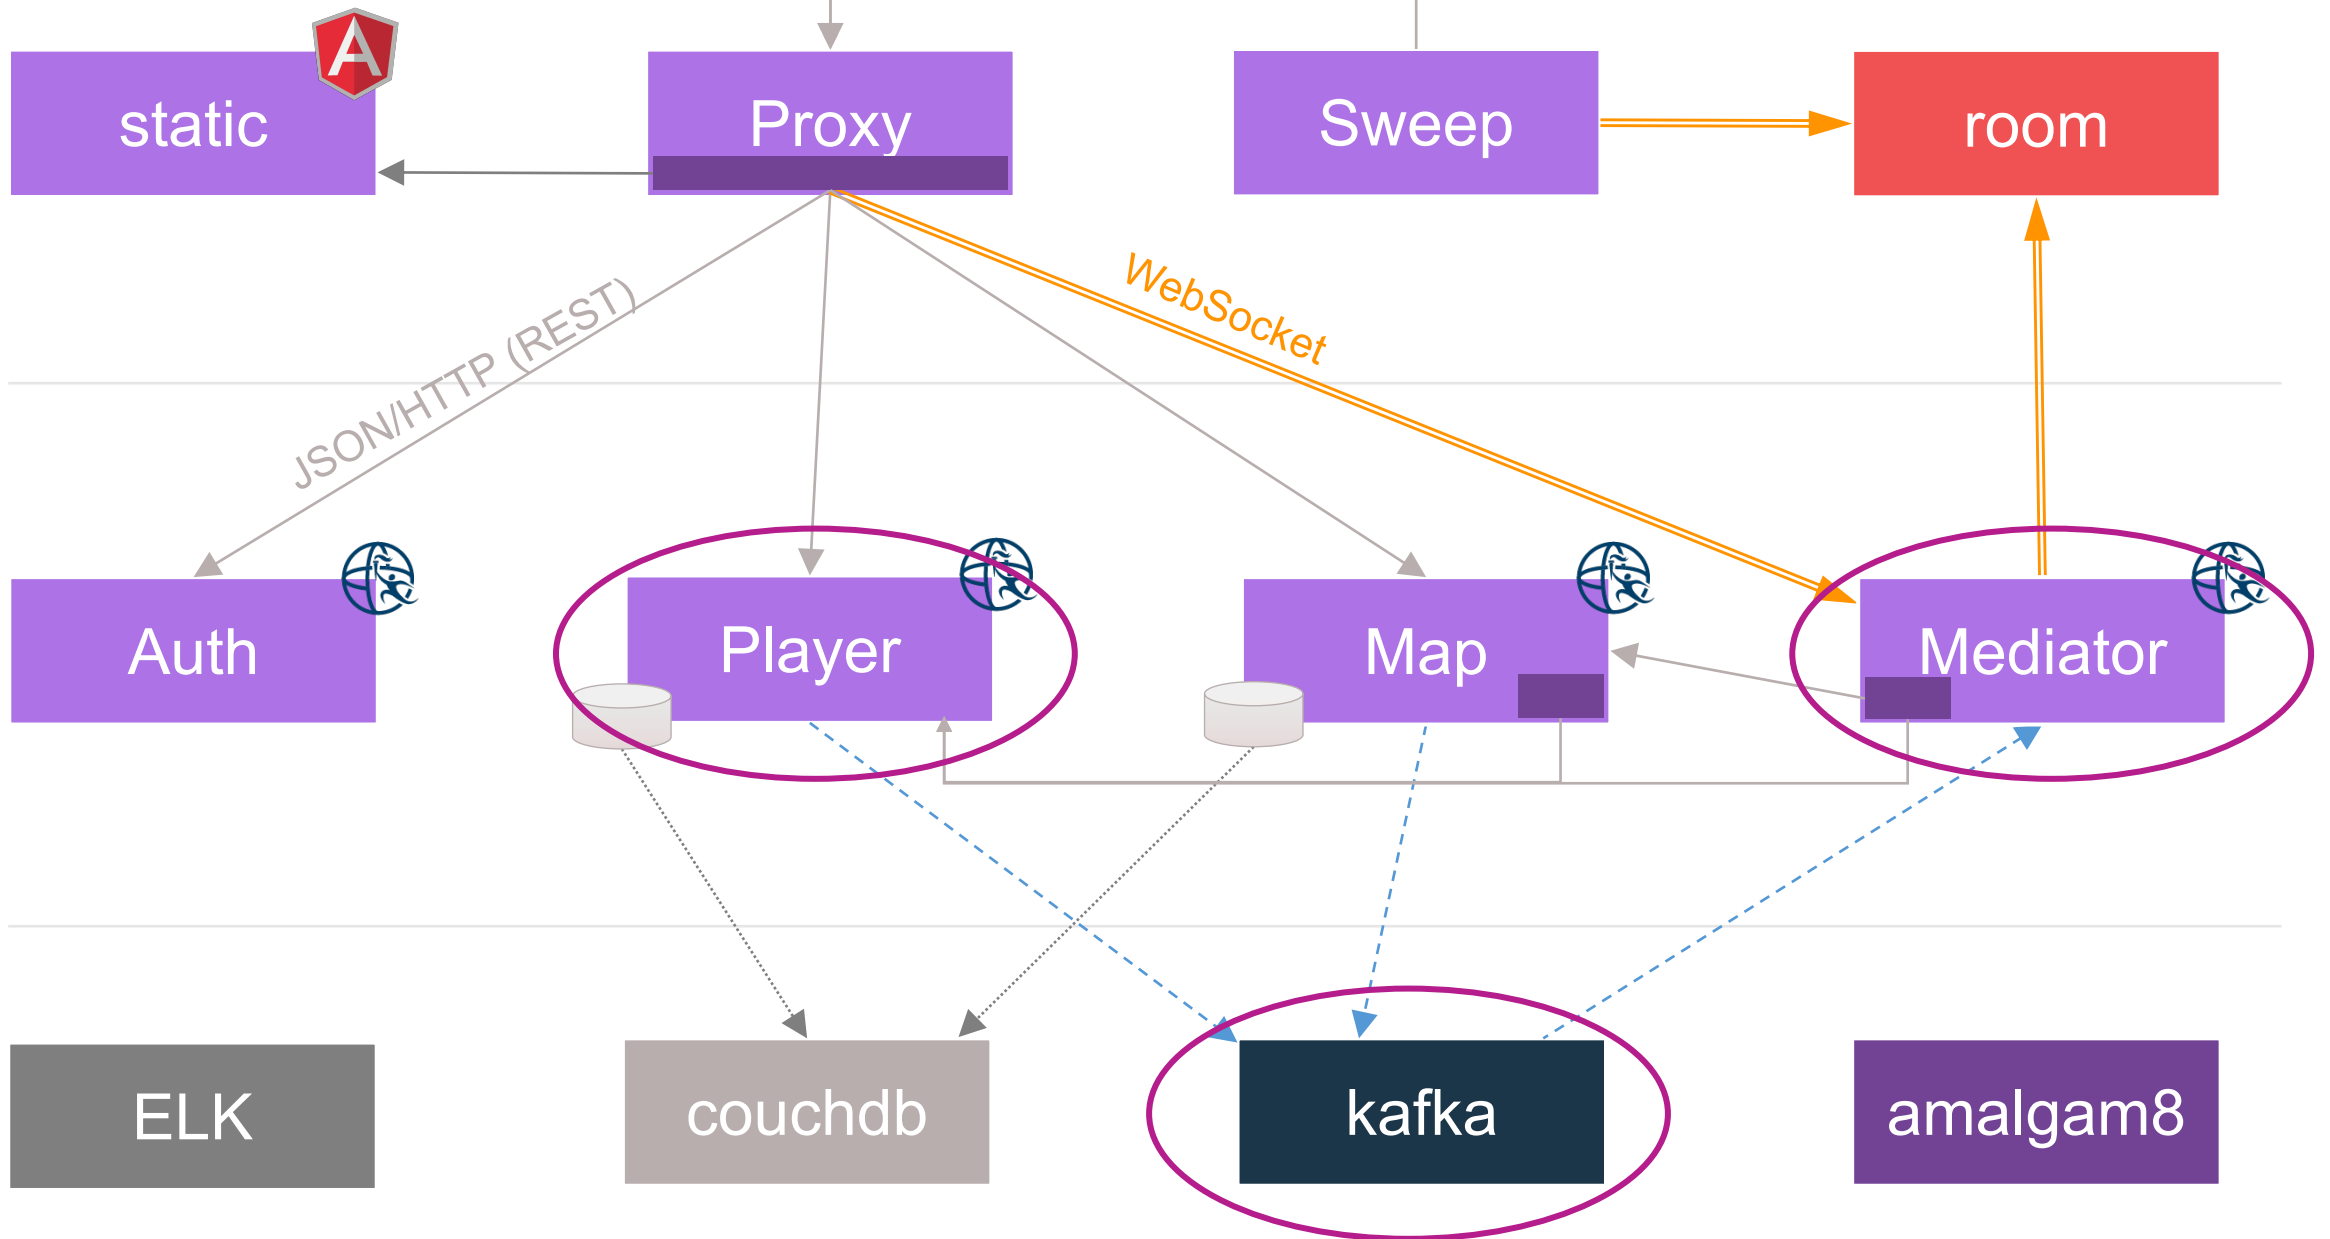 static
Proxy
Sweep
room
WebSocket
JSON/HTTP (REST)
Auth
Player
Map
Mediator
ELK
couchdb
kafka
amalgam8